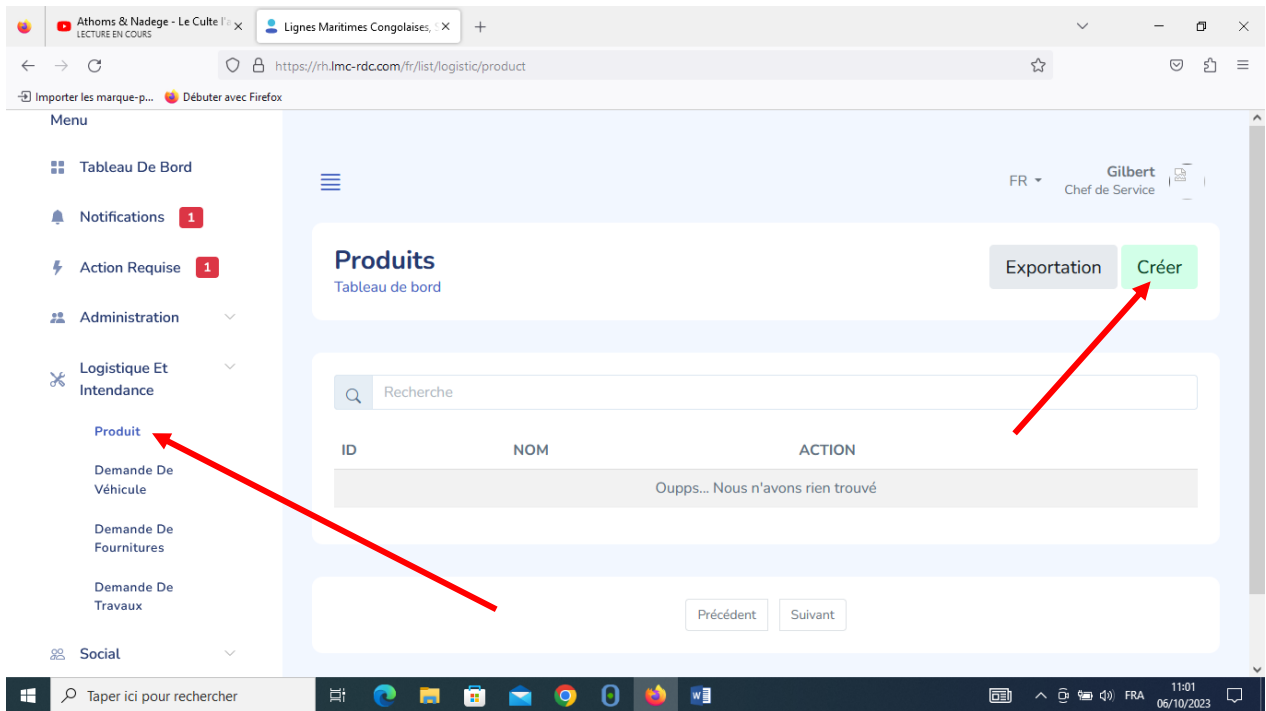 Athoms & Nadege - Le Culte l'a
LECTURE EN COURS
Lignes Maritimes Congolaises, S
https://rh.lmc-rdc.com/fr/list/logistic/product
Importer les marque-p...
Débuter avec Firefox
Menu
Tableau De Bord
Notifications 1
Action Requise 1
Administration
Logistique Et
Intendance
Produit
Demande De
Véhicule
Demande De
Fournitures
Demande De
Travaux
Social
FR
Gilbert
Chef de Service
Produits
Tableau de bord
Exportation
Créer
Recherche
ID NOM ACTION
Oupps... Nous n'avons rien trouvé
Précédent Suivant
Taper ici pour rechercher
FRA
11:01
06/10/2023